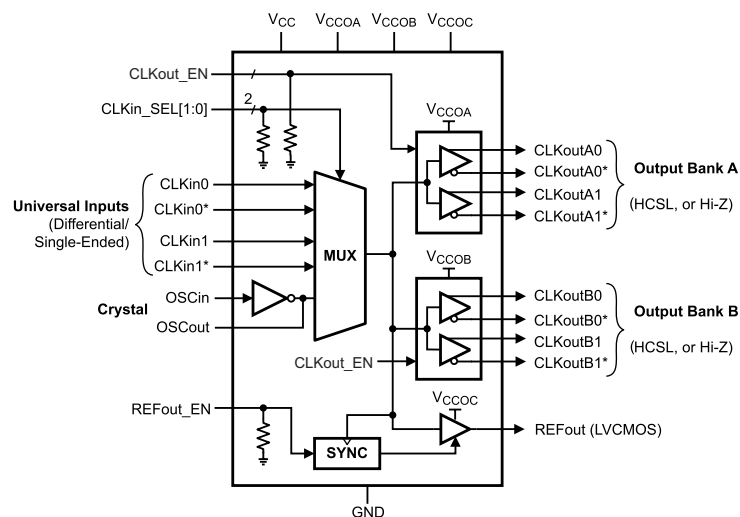 VCC VCCOA VCCOB VCCOC
CLKout_EN
CLKin_SEL[1:0] 2
VCCOA
CLKoutA0
CLKoutA0*
CLKoutA1
CLKoutA1*
Output Bank A
(HCSL, or Hi-Z)
Universal Inputs
(Differential/
Single-Ended)
CLKin0
CLKin0*
CLKin1
CLKin1*
MUX
Crystal
OSCin
OSCout
VCCOB
CLKoutB0
CLKoutB0*
CLKoutB1
CLKoutB1*
Output Bank B
(HCSL, or Hi-Z)
CLKout_EN
REFout_EN
VCCOC
REFout (LVCMOS)
SYNC
GND